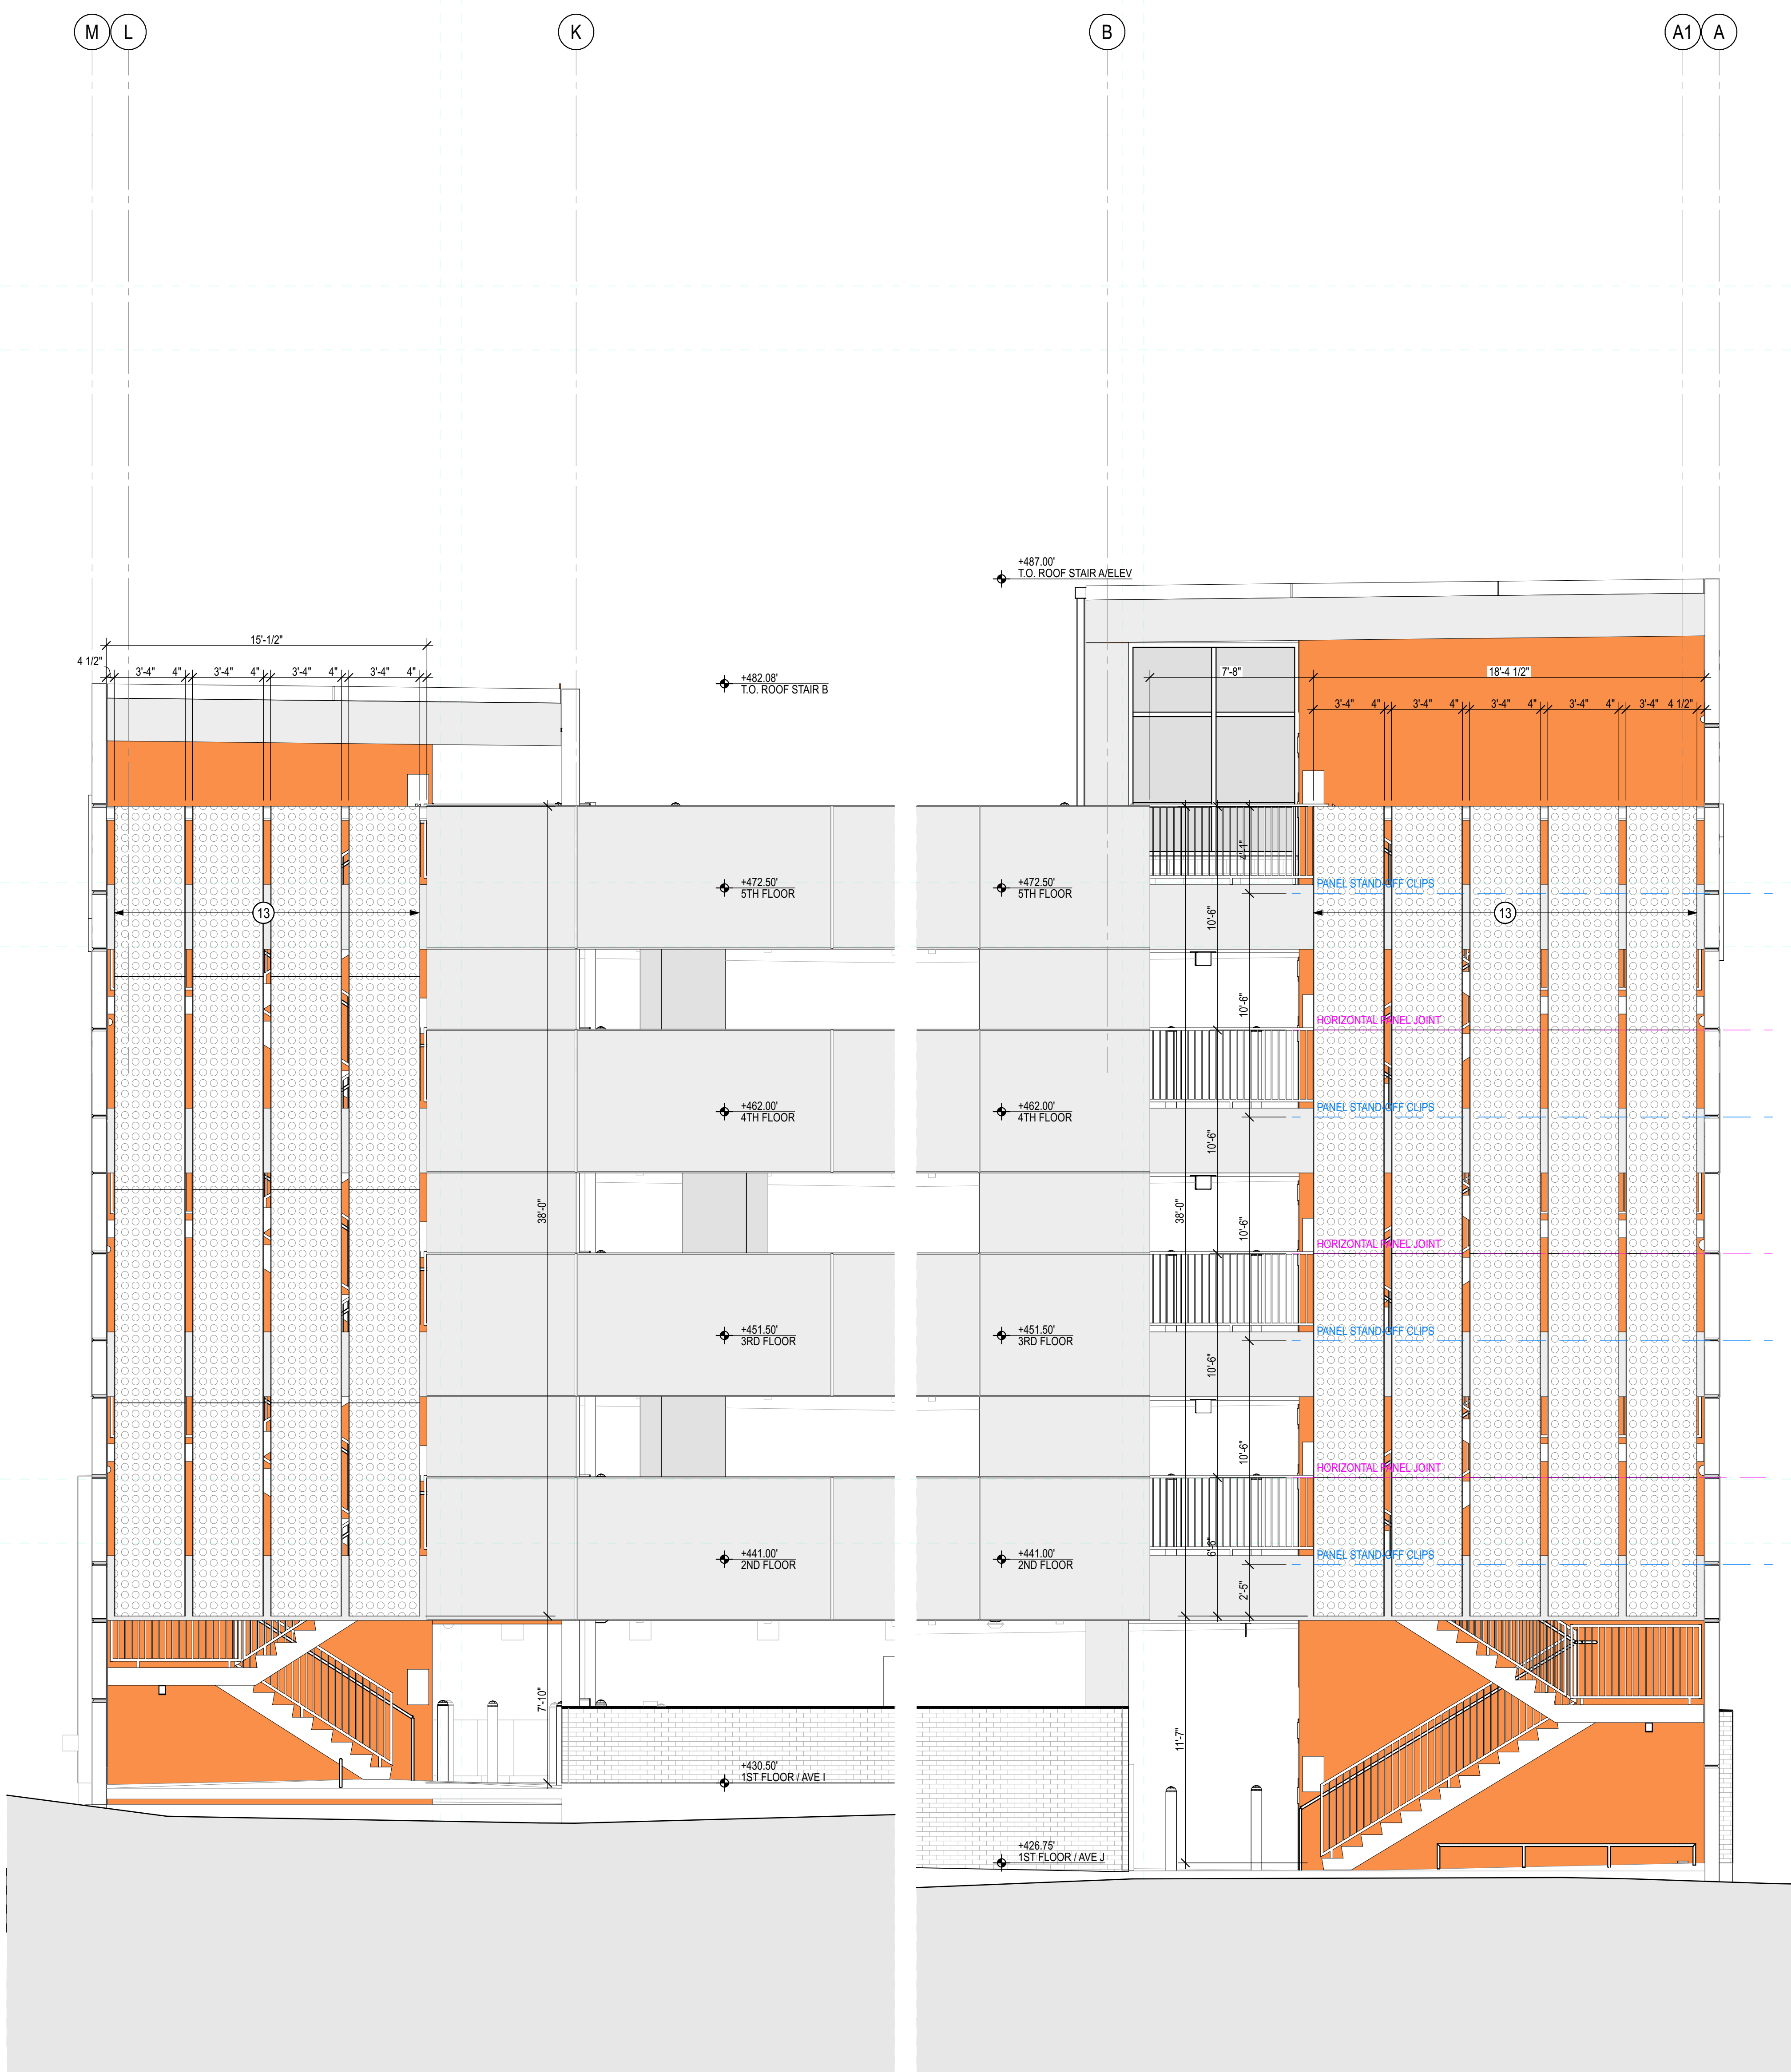 M
L
K
B
A1
A
+487.00'
T.O. ROOF STAIR A/ELEV
15'-1/2"
4 1/2"
3'-4"
4"
3'-4"
4"
3'-4"
4"
3'-4"
+482.08'
T.O. ROOF STAIR B
7'-8"
18'-4 1/2"
3'-4"
4"
3'-4"
4"
3'-4"
4"
3'-4"
4"
3'-4"
4 1/2"
4'-1"
+472.50'
5TH FLOOR
+472.50'
5TH FLOOR
PANEL STAND-OFF CLIPS
13
13
10'-6"
10'-6"
HORIZONTAL PANEL JOINT
+462.00'
4TH FLOOR
+462.00'
4TH FLOOR
PANEL STAND-OFF CLIPS
10'-6"
38'-0"
38'-0"
10'-6"
HORIZONTAL PANEL JOINT
+451.50'
3RD FLOOR
+451.50'
3RD FLOOR
PANEL STAND-OFF CLIPS
10'-6"
10'-6"
HORIZONTAL PANEL JOINT
+441.00'
2ND FLOOR
+441.00'
2ND FLOOR
6'-6"
PANEL STAND-OFF CLIPS
2'-5"
7'-10"
11'-7"
+430.50'
1ST FLOOR / AVE I
+426.75'
1ST FLOOR / AVE J